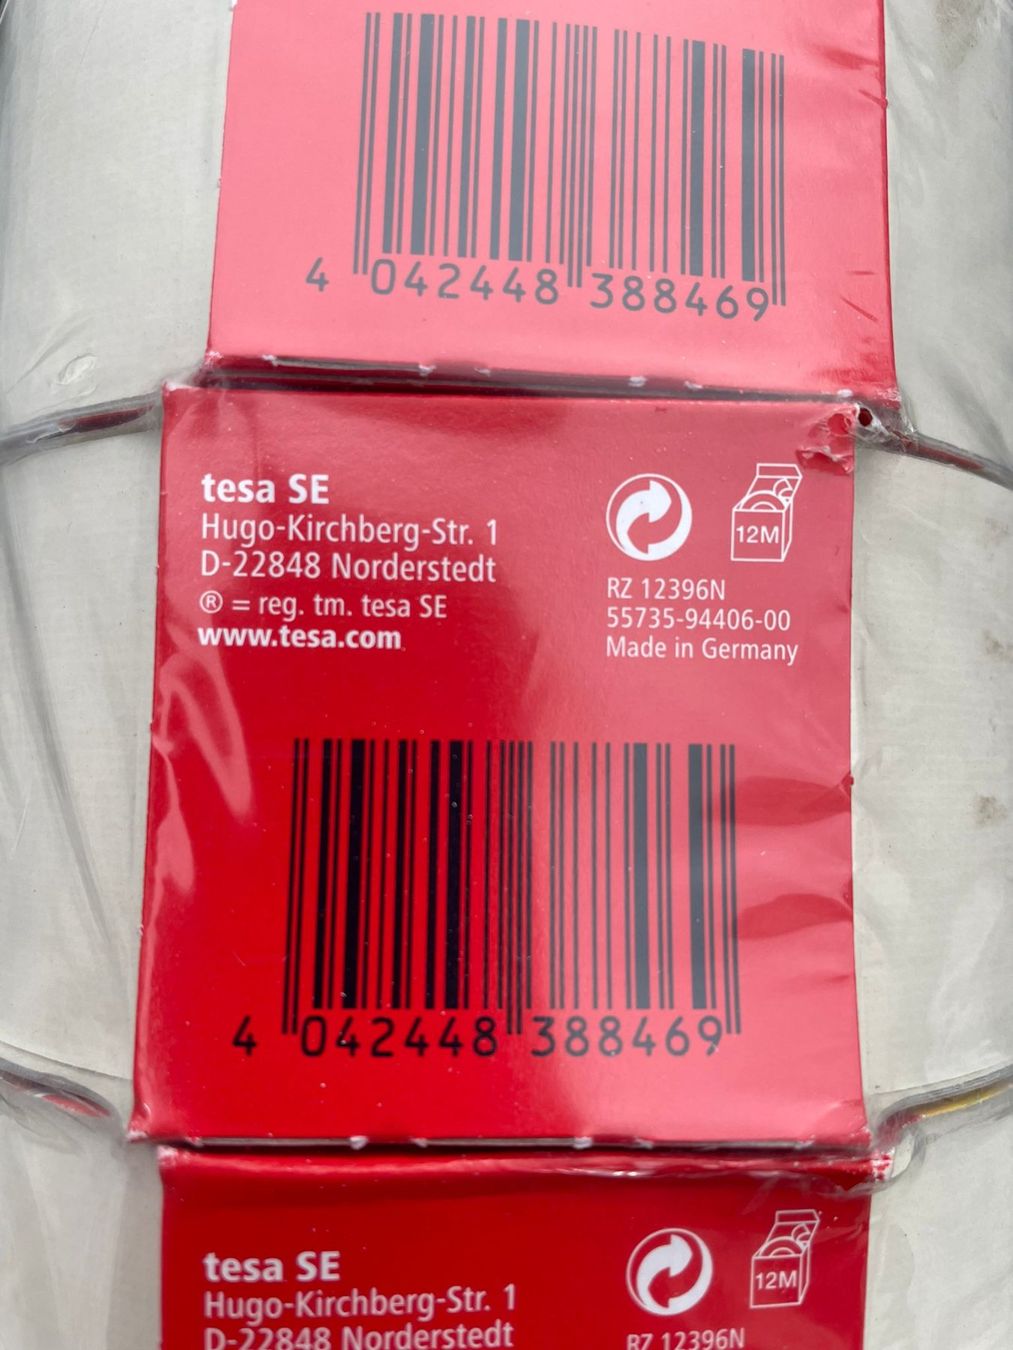 4 042448 388469
tesa SE
Hugo-Kirchberg-Str. 1
D-22848 Norderstedt
® = reg. tm. tesa SE
www.tesa.com
12M
RZ 12396N
55735-94406-00
Made in Germany
4 042448 388469
tesa SE
Hugo-Kirchberg-Str. 1
D-22848 Norderstedt
12M
RZ 12396N